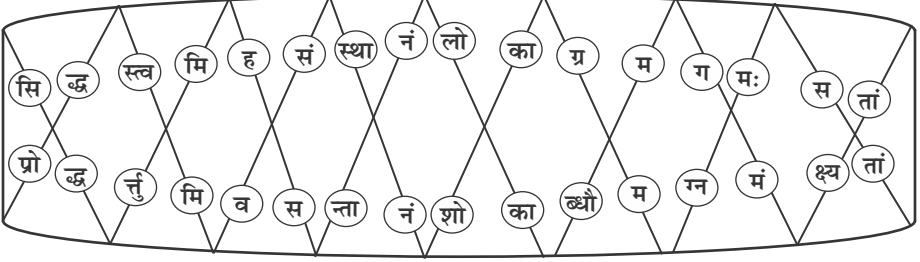 सि द्ध स्त्व मि ह सं स्था नं लो का ग्र म ग मः स तां
प्रो द्ध र्त्तु मि व स न्ता नं शो का ब्धौ म ग्न मं क्ष्य तां